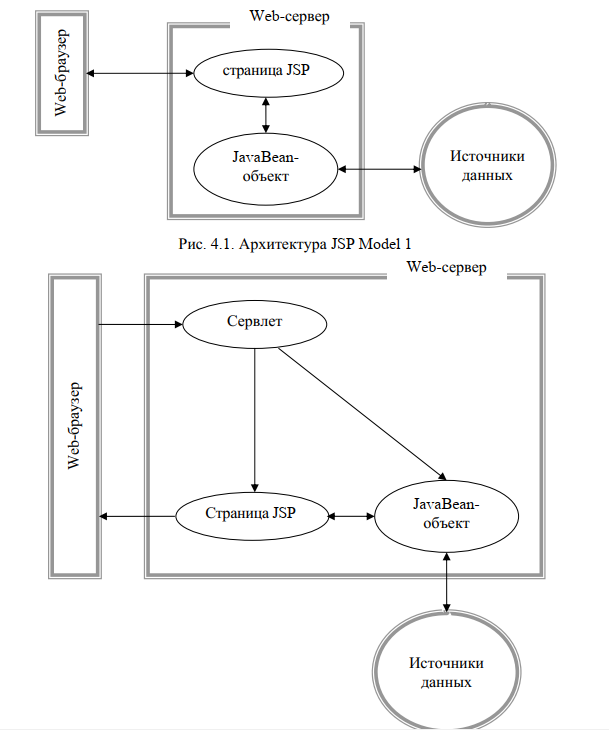 Web-сервер
Web-браузер
страница JSP
JavaBean-
объект
Источники
данных
Рис. 4.1. Архитектура JSP Model 1
Web-сервер
Сервлет
Web-браузер
Страница JSP
JavaBean-
объект
Источники
данных